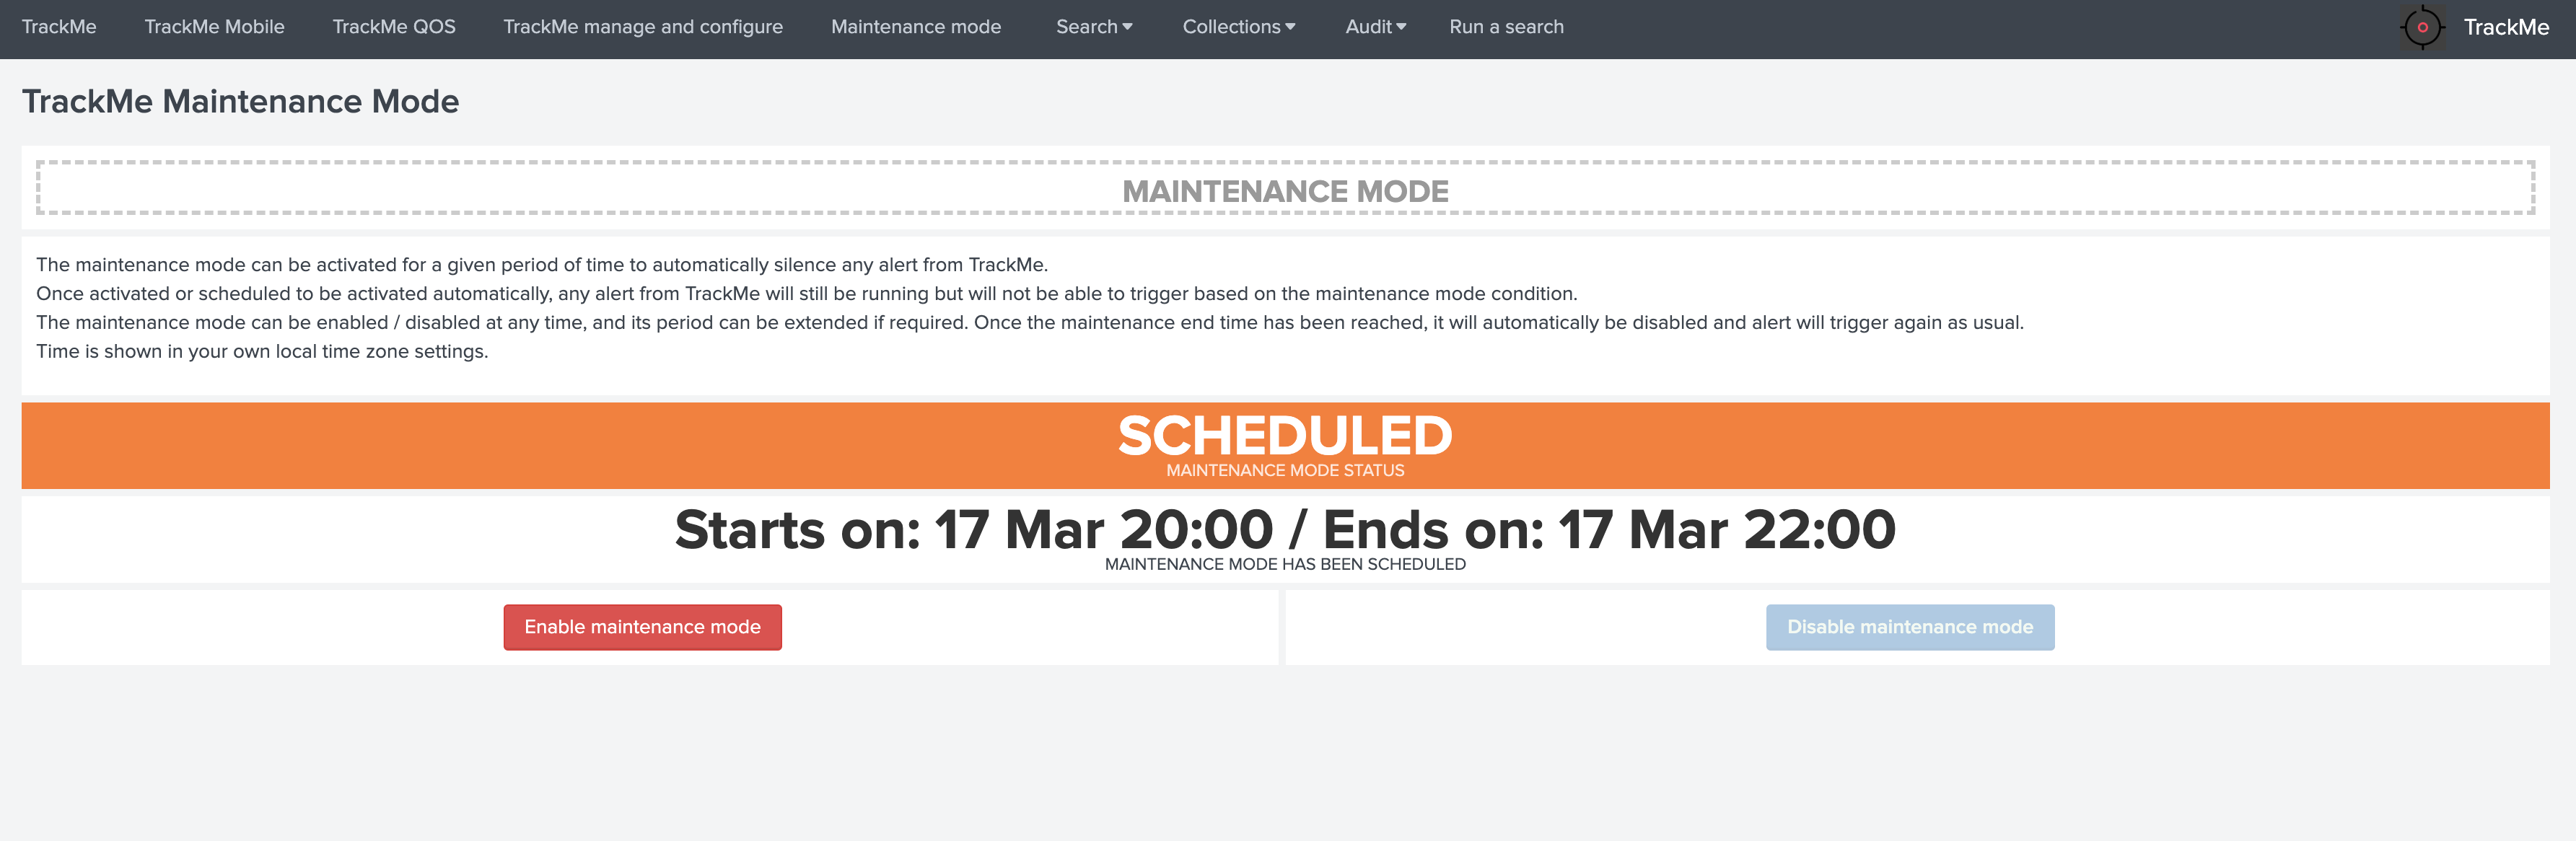 TrackMe TrackMe Mobile TrackMe QOS TrackMe manage and configure Maintenance mode Search Collections Audit Run a search TrackMe
TrackMe Maintenance Mode
MAINTENANCE MODE
The maintenance mode can be activated for a given period of time to automatically silence any alert from TrackMe.
Once activated or scheduled to be activated automatically, any alert from TrackMe will still be running but will not be able to trigger based on the maintenance mode condition.
The maintenance mode can be enabled / disabled at any time, and its period can be extended if required. Once the maintenance end time has been reached, it will automatically be disabled and alert will trigger again as usual.
Time is shown in your own local time zone settings.
SCHEDULED
MAINTENANCE MODE STATUS
Starts on: 17 Mar 20:00 / Ends on: 17 Mar 22:00
MAINTENANCE MODE HAS BEEN SCHEDULED
Enable maintenance mode Disable maintenance mode